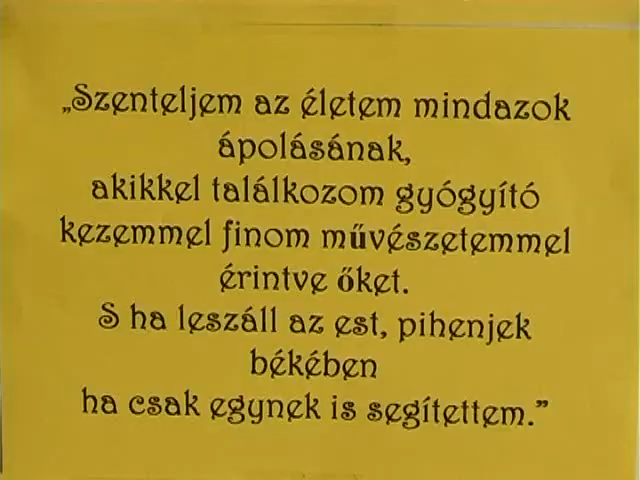 „Szenteljem az életem mindazok
ápolásának,
akikkel találkozom gyógyító
kezemmel finom művészetemmel
érintve őket.
S ha leszáll az est, pihenjek
békében
ha csak egynek is segítettem.”